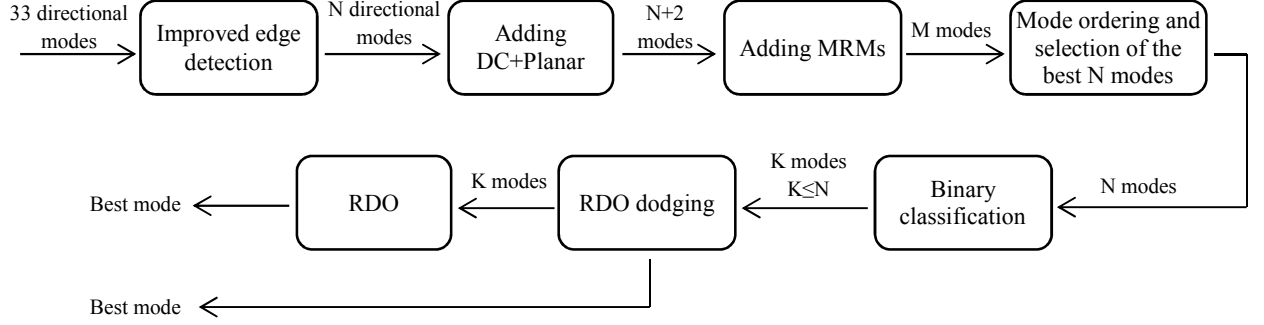 33 directional
modes
Improved edge
detection
N directional
modes
Adding
DC+Planar
N+2
modes
Adding MRMs
M modes
Mode ordering and
selection of the
best N modes
N modes
Binary
classification
K modes
K≤N
RDO dodging
K modes
RDO
Best mode
Best mode